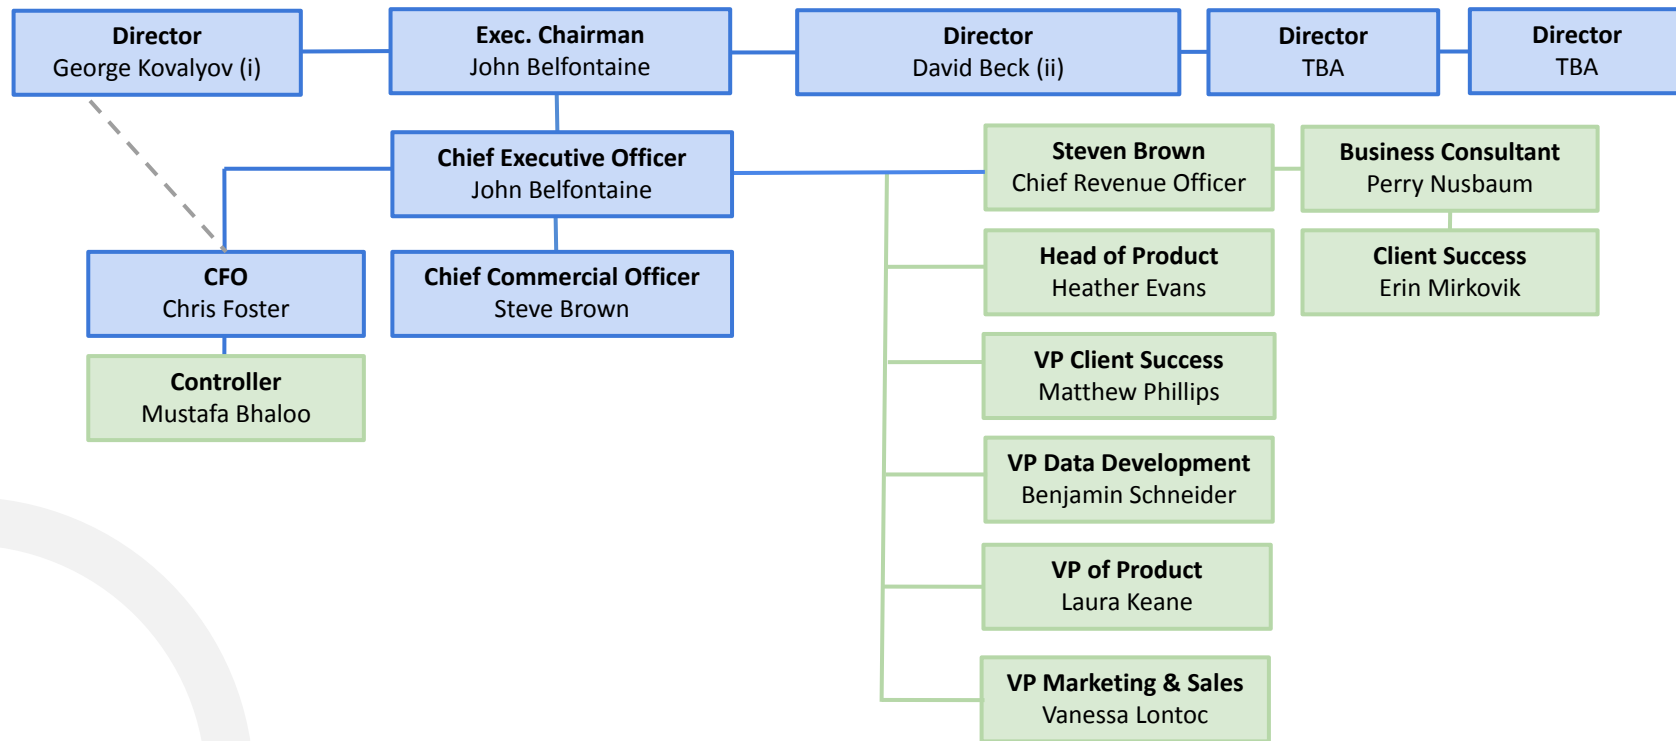 Director
George Kovalyov (i)
Exec. Chairman
John Belfontaine
Director
David Beck (ii)
Director
TBA
Director
TBA
Chief Executive Officer
John Belfontaine
Steven Brown
Chief Revenue Officer
Business Consultant
Perry Nusbaum
CFO
Chris Foster
Chief Commercial Officer
Steve Brown
Head of Product
Heather Evans
Client Success
Erin Mirkovik
Controller
Mustafa Bhaloo
VP Client Success
Matthew Phillips
VP Data Development
Benjamin Schneider
VP of Product
Laura Keane
VP Marketing & Sales
Vanessa Lontoc